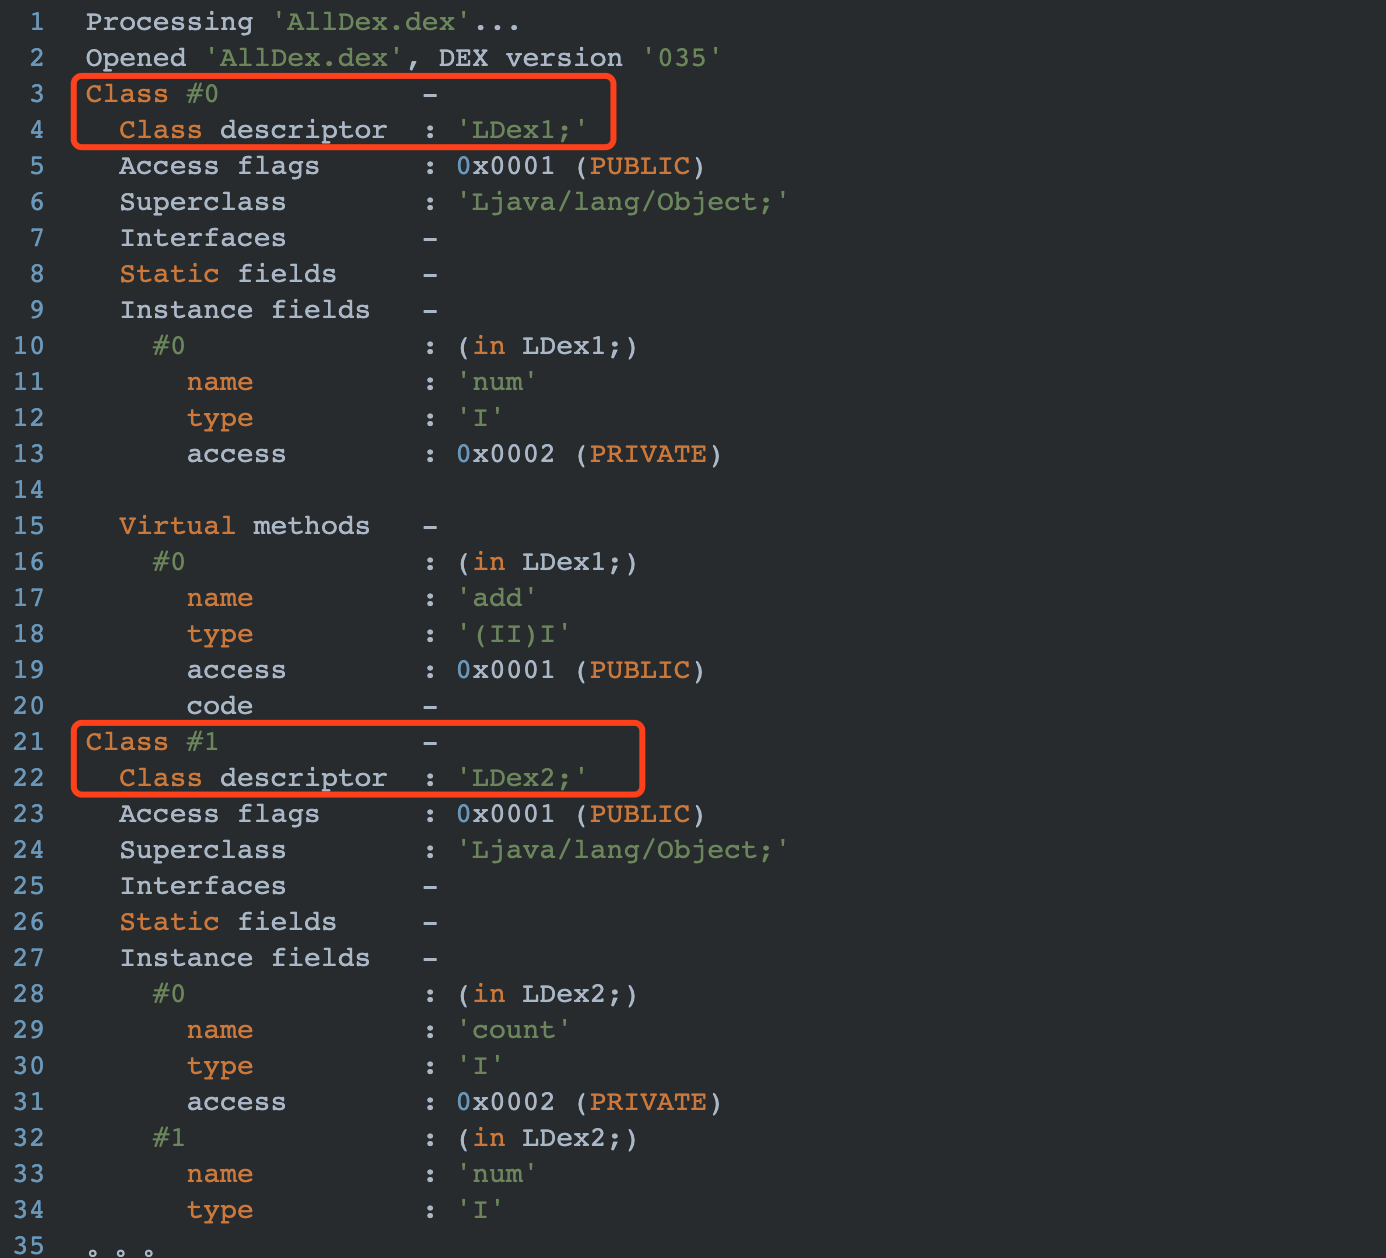 1 Processing 'AllDex.dex'...
2 Opened 'AllDex.dex', DEX version '035'
3 Class #0 -
4 Class descriptor : 'LDex1;'
5 Access flags : 0x0001 (PUBLIC)
6 Superclass : 'Ljava/lang/Object;'
7 Interfaces -
8 Static fields -
9 Instance fields -
10 #0 : (in LDex1;)
11 name : 'num'
12 type : 'I'
13 access : 0x0002 (PRIVATE)
14
15 Virtual methods -
16 #0 : (in LDex1;)
17 name : 'add'
18 type : '(II)I'
19 access : 0x0001 (PUBLIC)
20 code -
21 Class #1 -
22 Class descriptor : 'LDex2;'
23 Access flags : 0x0001 (PUBLIC)
24 Superclass : 'Ljava/lang/Object;'
25 Interfaces -
26 Static fields -
27 Instance fields -
28 #0 : (in LDex2;)
29 name : 'count'
30 type : 'I'
31 access : 0x0002 (PRIVATE)
32 #1 : (in LDex2;)
33 name : 'num'
34 type : 'I'
35 。。。